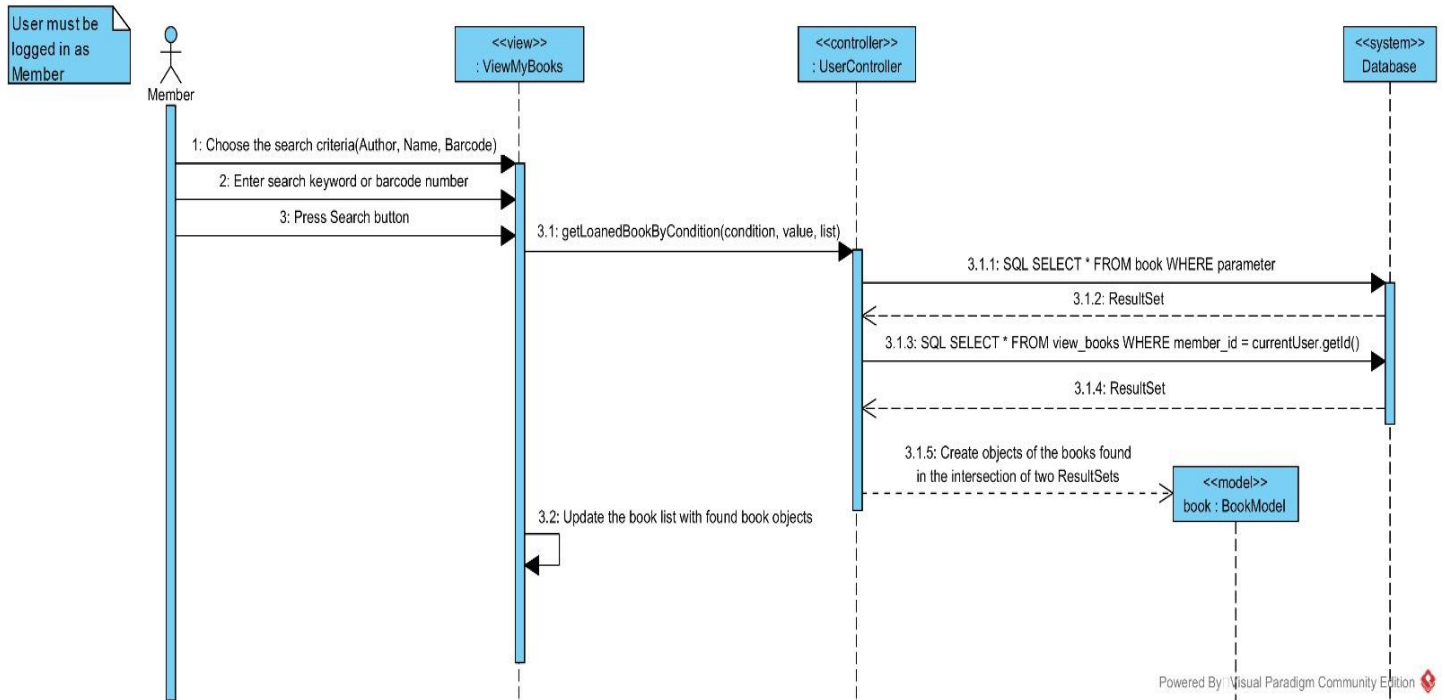 User must be
logged in as
Member
Member
<<view>>
: ViewMyBooks
<<controller>>
: UserController
<<system>>
Database
1: Choose the search criteria(Author, Name, Barcode)
2: Enter search keyword or barcode number
3: Press Search button
3.1: getLoanedBookByCondition(condition, value, list)
3.1.1: SQL SELECT * FROM book WHERE parameter
3.1.2: ResultSet
3.1.3: SQL SELECT * FROM view_books WHERE member_id = currentUser.getId()
3.1.4: ResultSet
3.1.5: Create objects of the books found
in the intersection of two ResultSets
<<model>>
book : BookModel
3.2: Update the book list with found book objects
Powered By Visual Paradigm Community Edition